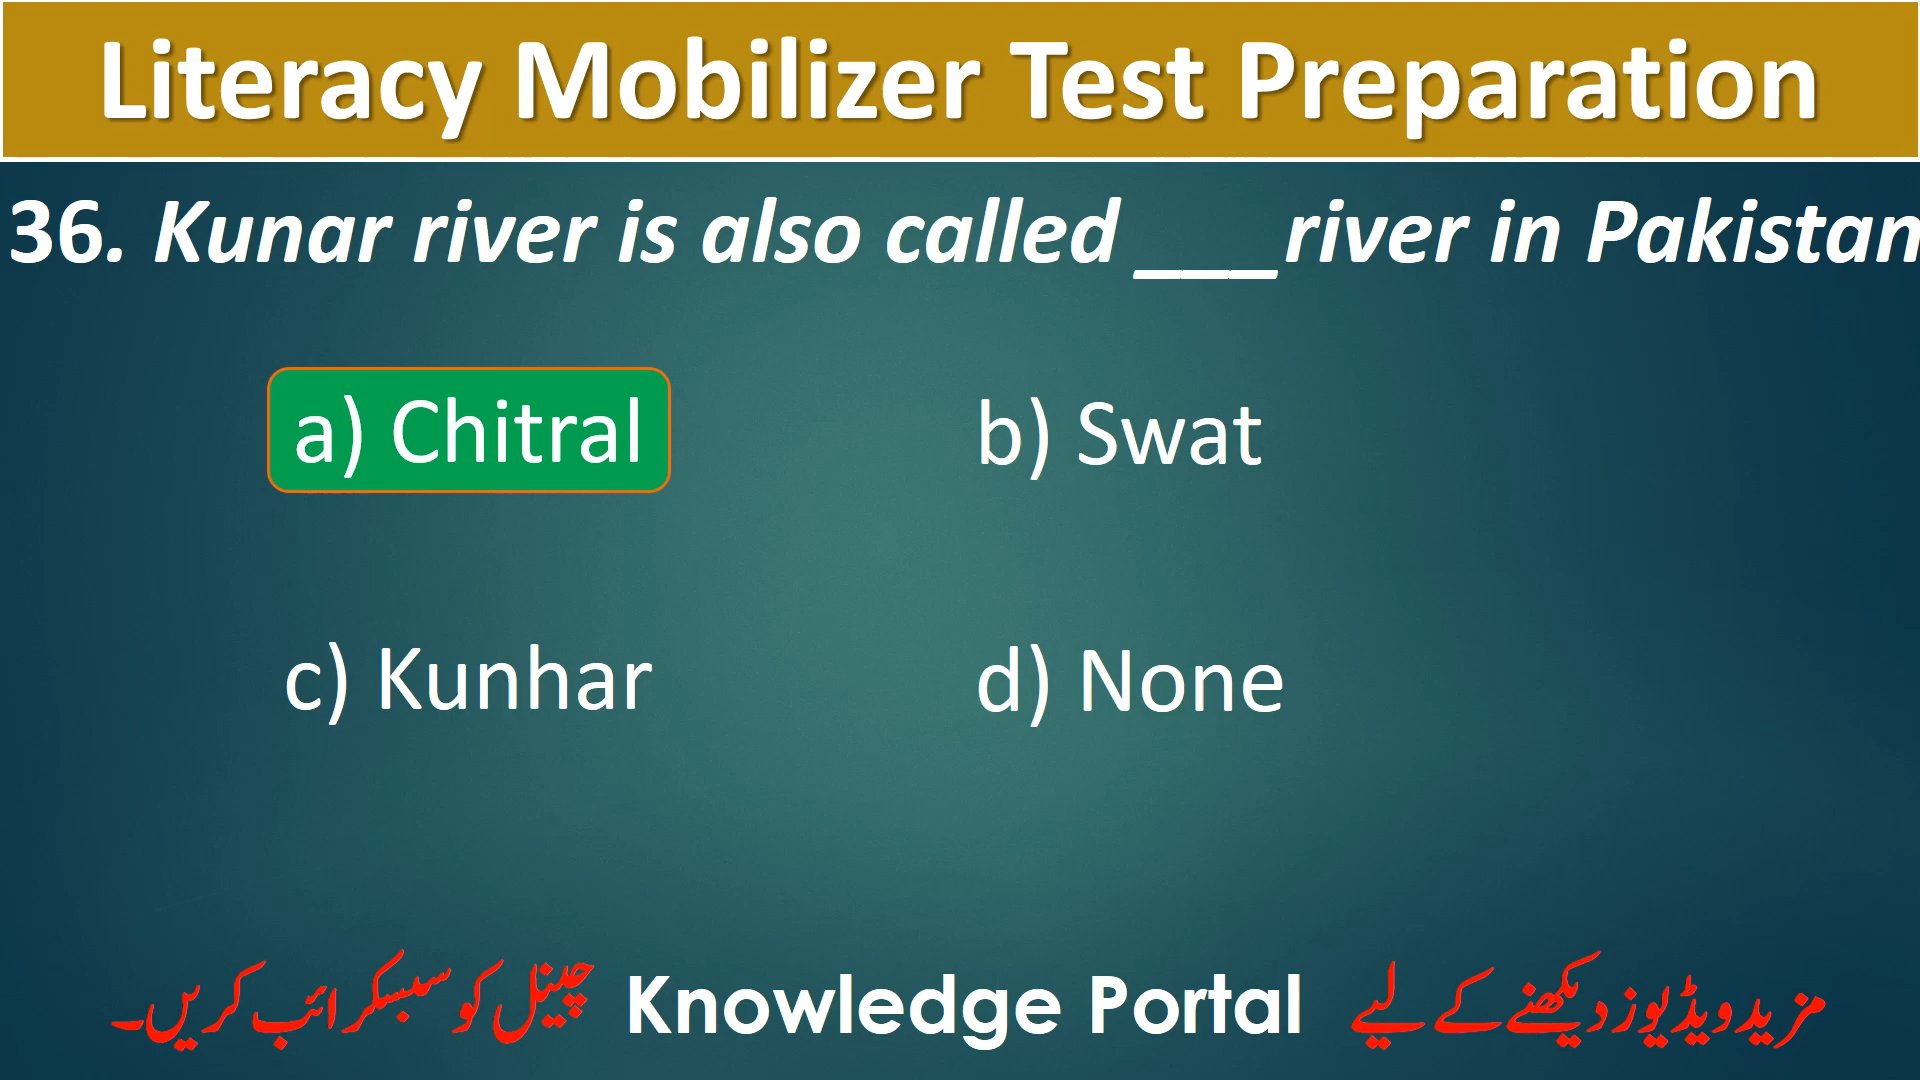 Literacy Mobilizer Test Preparation
36. Kunar river is also called ___river in Pakistan
a) Chitral
b) Swat
c) Kunhar
d) None
مزید ویڈیوز دیکھنے کے لیے Knowledge Portal چینل کو سبسکرائب کریں۔